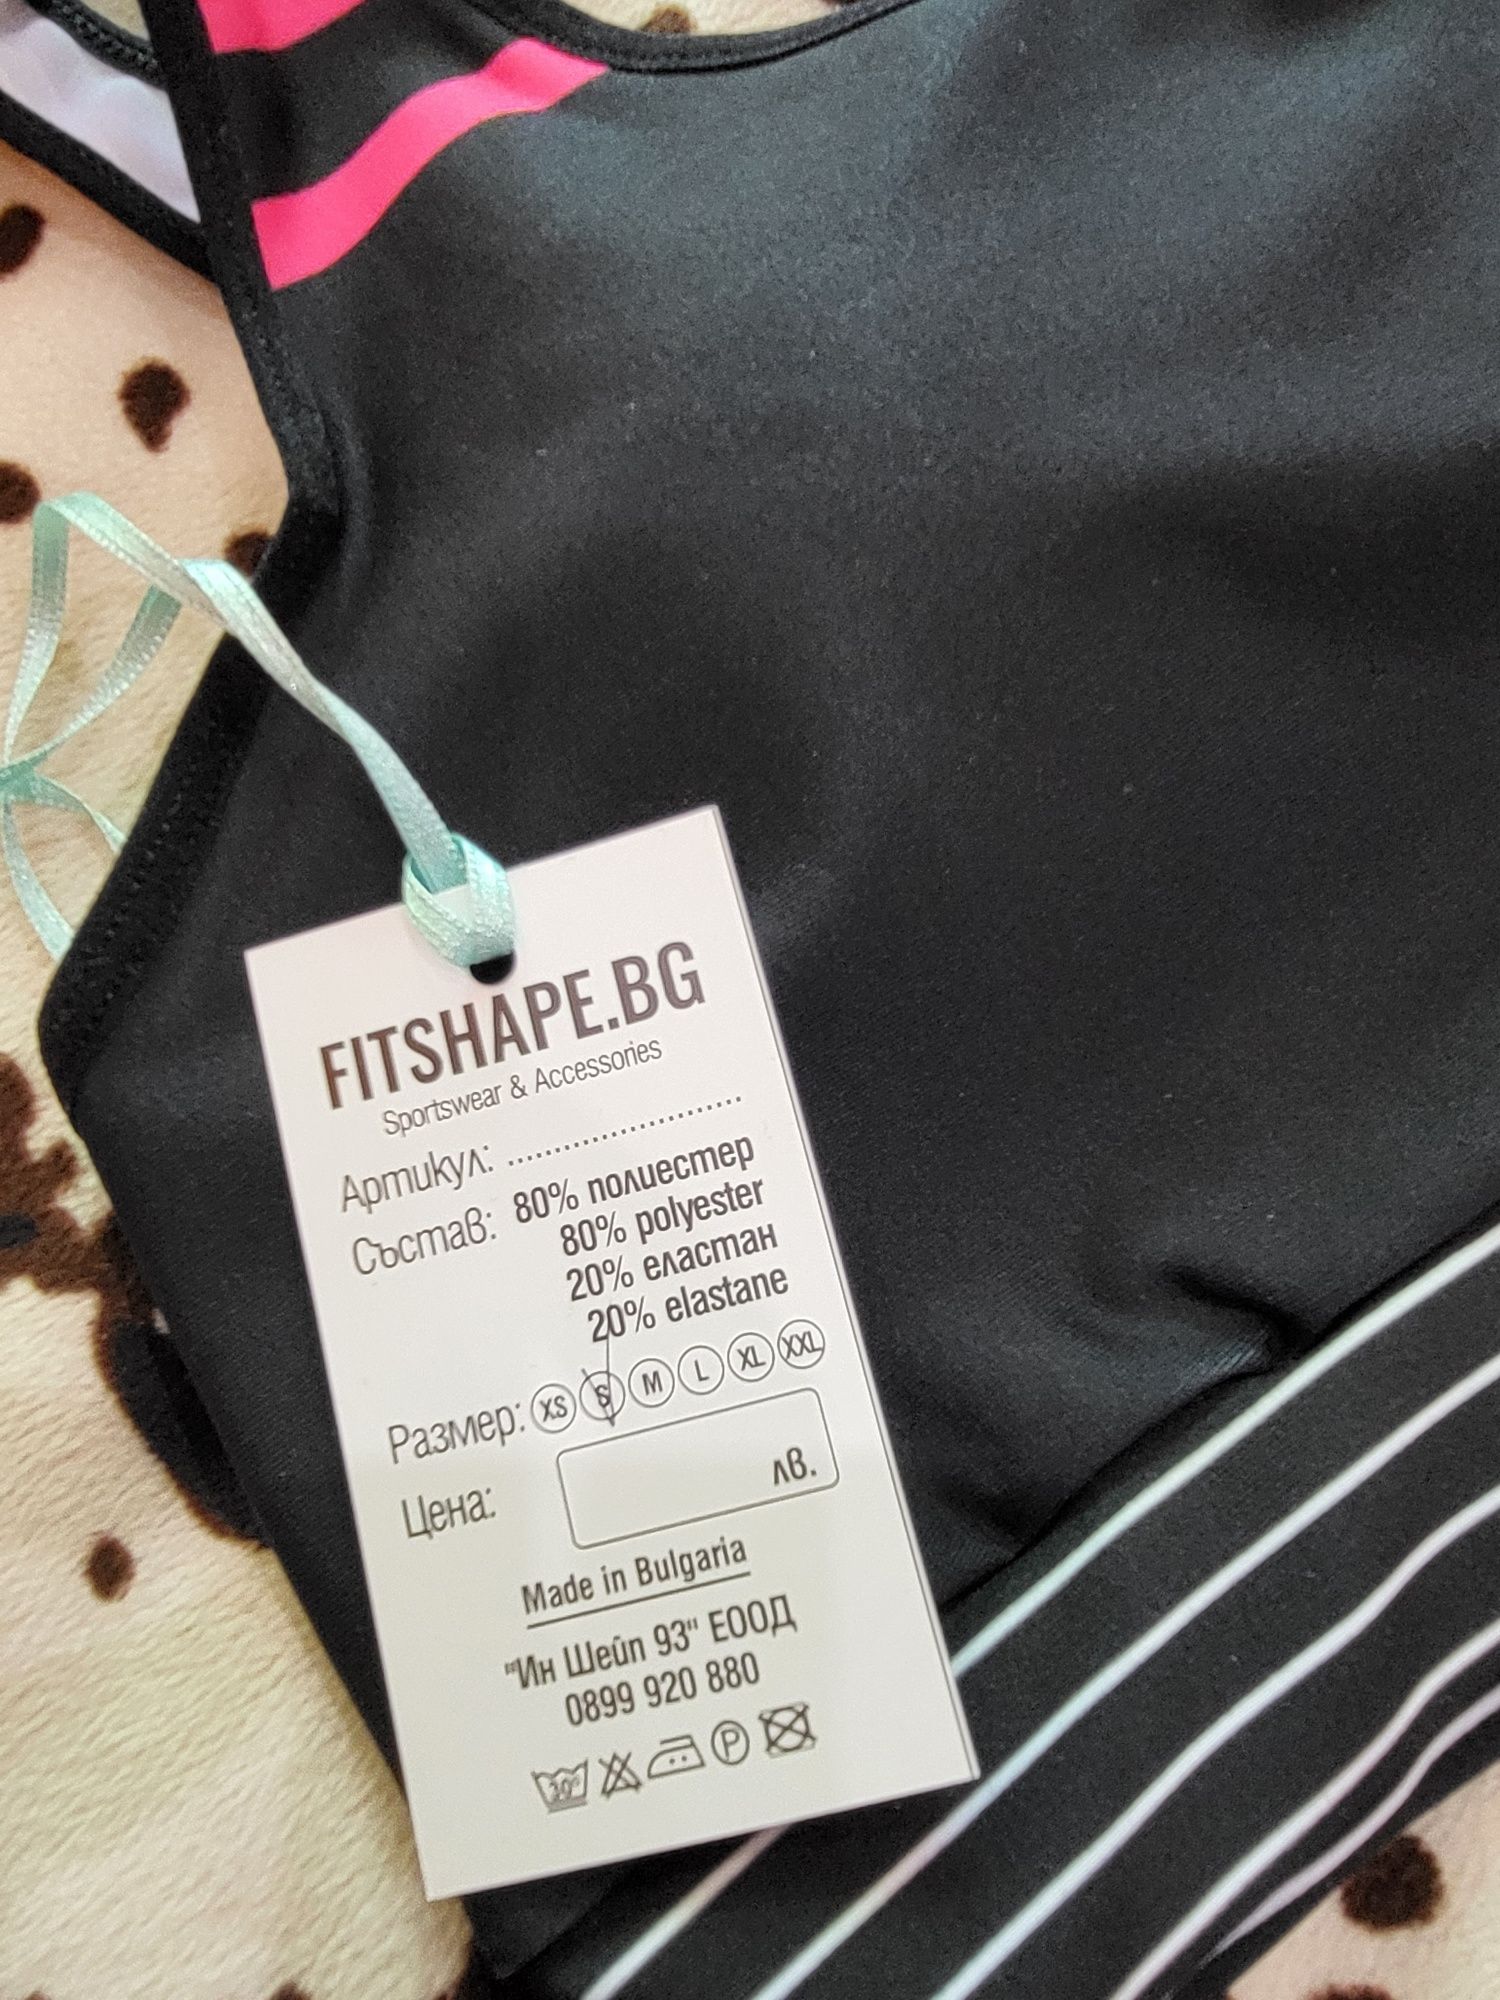 FITSHAPE.BG
Sportswear & Accessories
Артикул: ........................
Състав: 80% полиестер
80% polyester
20% еластан
20% elastane
Размер: XS S M L XL XXL
Цена: лв.
Made in Bulgaria
"Ин Шейп 93" ЕООД
0899 920 880
30° P